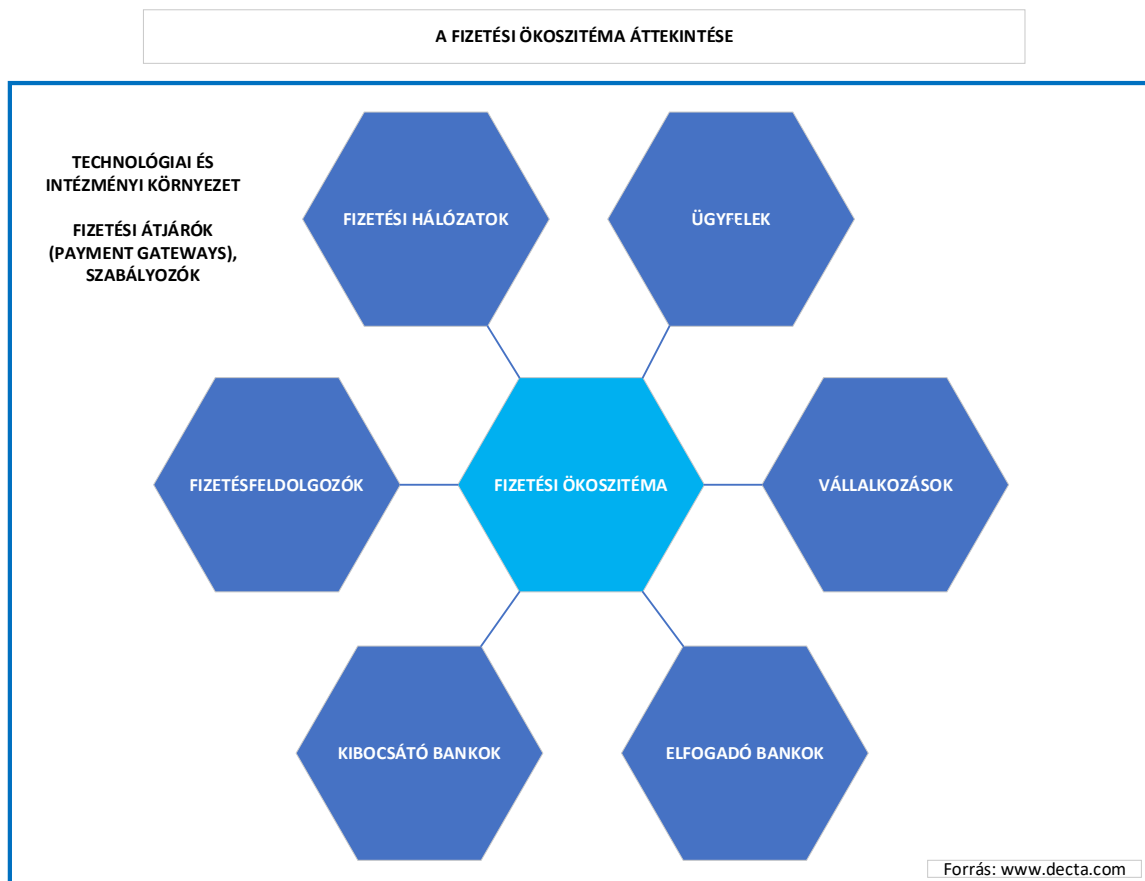 A FIZETÉSI ÖKOSZITÉMA ÁTTEKINTÉSE
TECHNOLÓGIAI ÉS
INTÉZMÉNYI KÖRNYEZET
FIZETÉSI ÁTJÁRÓK
(PAYMENT GATEWAYS),
SZABÁLYOZÓK
FIZETÉSI HÁLÓZATOK
ÜGYFELEK
FIZETÉSFELDOLGOZÓK
FIZETÉSI ÖKOSZITÉMA
VÁLLALKOZÁSOK
KIBOCSÁTÓ BANKOK
ELFOGADÓ BANKOK
Forrás: www.decta.com